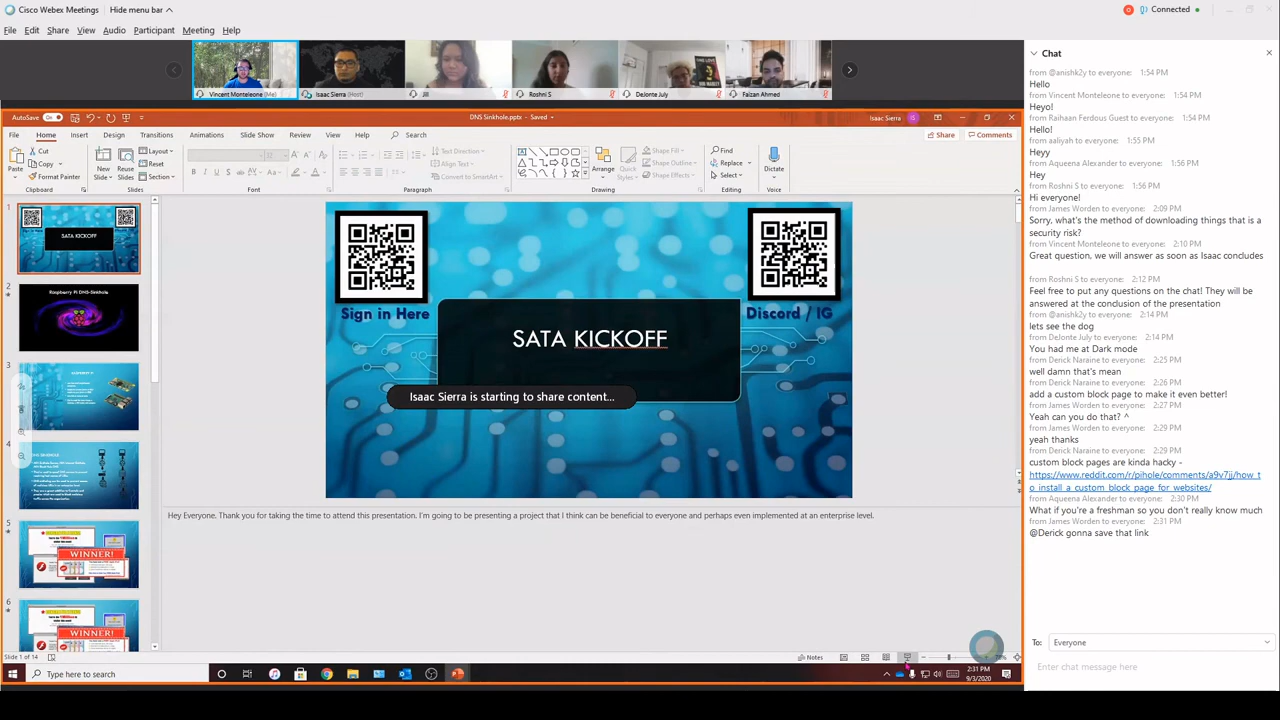 Cisco Webex Meetings
Hide menu bar
Connected
File Edit Share View Audio Participant Meeting Help
Vincent Monteleone (Me)
Isaac Sierra (Host)
Jill
Roshni S
DeJonte July
Faizan Ahmed
AutoSave On
DNS Sinkhole.pptx - Saved
Isaac Sierra IS
File Home Insert Design Transitions Animations Slide Show Review View Help Search
Share Comments
Paste
Cut
Copy
Format Painter
Clipboard
New Slide
Reuse Slides
Layout
Reset
Section
Slides
Font
Text Direction
Align Text
Convert to SmartArt
Paragraph
Arrange
Quick Styles
Shape Fill
Shape Outline
Shape Effects
Drawing
Find
Replace
Select
Editing
Dictate
Voice
1
SATA KICKOFF
2
Raspberry Pi DNS-Sinkhole
3
RASPBERRY PI
4
DNS SINKHOLE
5
WINNER!
6
WINNER!
Sign in Here
Discord / IG
SATA KICKOFF
Isaac Sierra is starting to share content...
Hey Everyone. Thank you for taking the time to attend this presentation. I'm going to be presenting a project that I think can be beneficial to everyone and perhaps even implemented at an enterprise level.
Slide 1 of 14
Notes
Type here to search
2:31 PM
9/3/2020
Chat
from @anishk2y to everyone: 1:54 PM
Hello
from Vincent Monteleone to everyone: 1:54 PM
Heyo!
from Raihaan Ferdous Guest to everyone: 1:54 PM
Hello!
from aaliyah to everyone: 1:55 PM
Heyy
from Aqueena Alexander to everyone: 1:56 PM
Hey
from Roshni S to everyone: 1:56 PM
Hi everyone!
from James Worden to everyone: 2:09 PM
Sorry, what's the method of downloading things that is a
security risk?
from Vincent Monteleone to everyone: 2:10 PM
Great question, we will answer as soon as Isaac concludes
from Roshni S to everyone: 2:12 PM
Feel free to put any questions on the chat! They will be
answered at the conclusion of the presentation
from @anishk2y to everyone: 2:14 PM
lets see the dog
from DeJonte July to everyone: 2:14 PM
You had me at Dark mode
from Derick Naraine to everyone: 2:25 PM
well damn that's mean
from Derick Naraine to everyone: 2:26 PM
add a custom block page to make it even better!
from James Worden to everyone: 2:27 PM
Yeah can you do that? ^
from James Worden to everyone: 2:29 PM
yeah thanks
from Derick Naraine to everyone: 2:29 PM
custom block pages are kinda hacky -
https://www.reddit.com/r/pihole/comments/a9v7jj/how_t
o_install_a_custom_block_page_for_websites/
from Aqueena Alexander to everyone: 2:30 PM
What if you're a freshman so you don't really know much
from James Worden to everyone: 2:31 PM
@Derick gonna save that link
To: Everyone
Enter chat message here